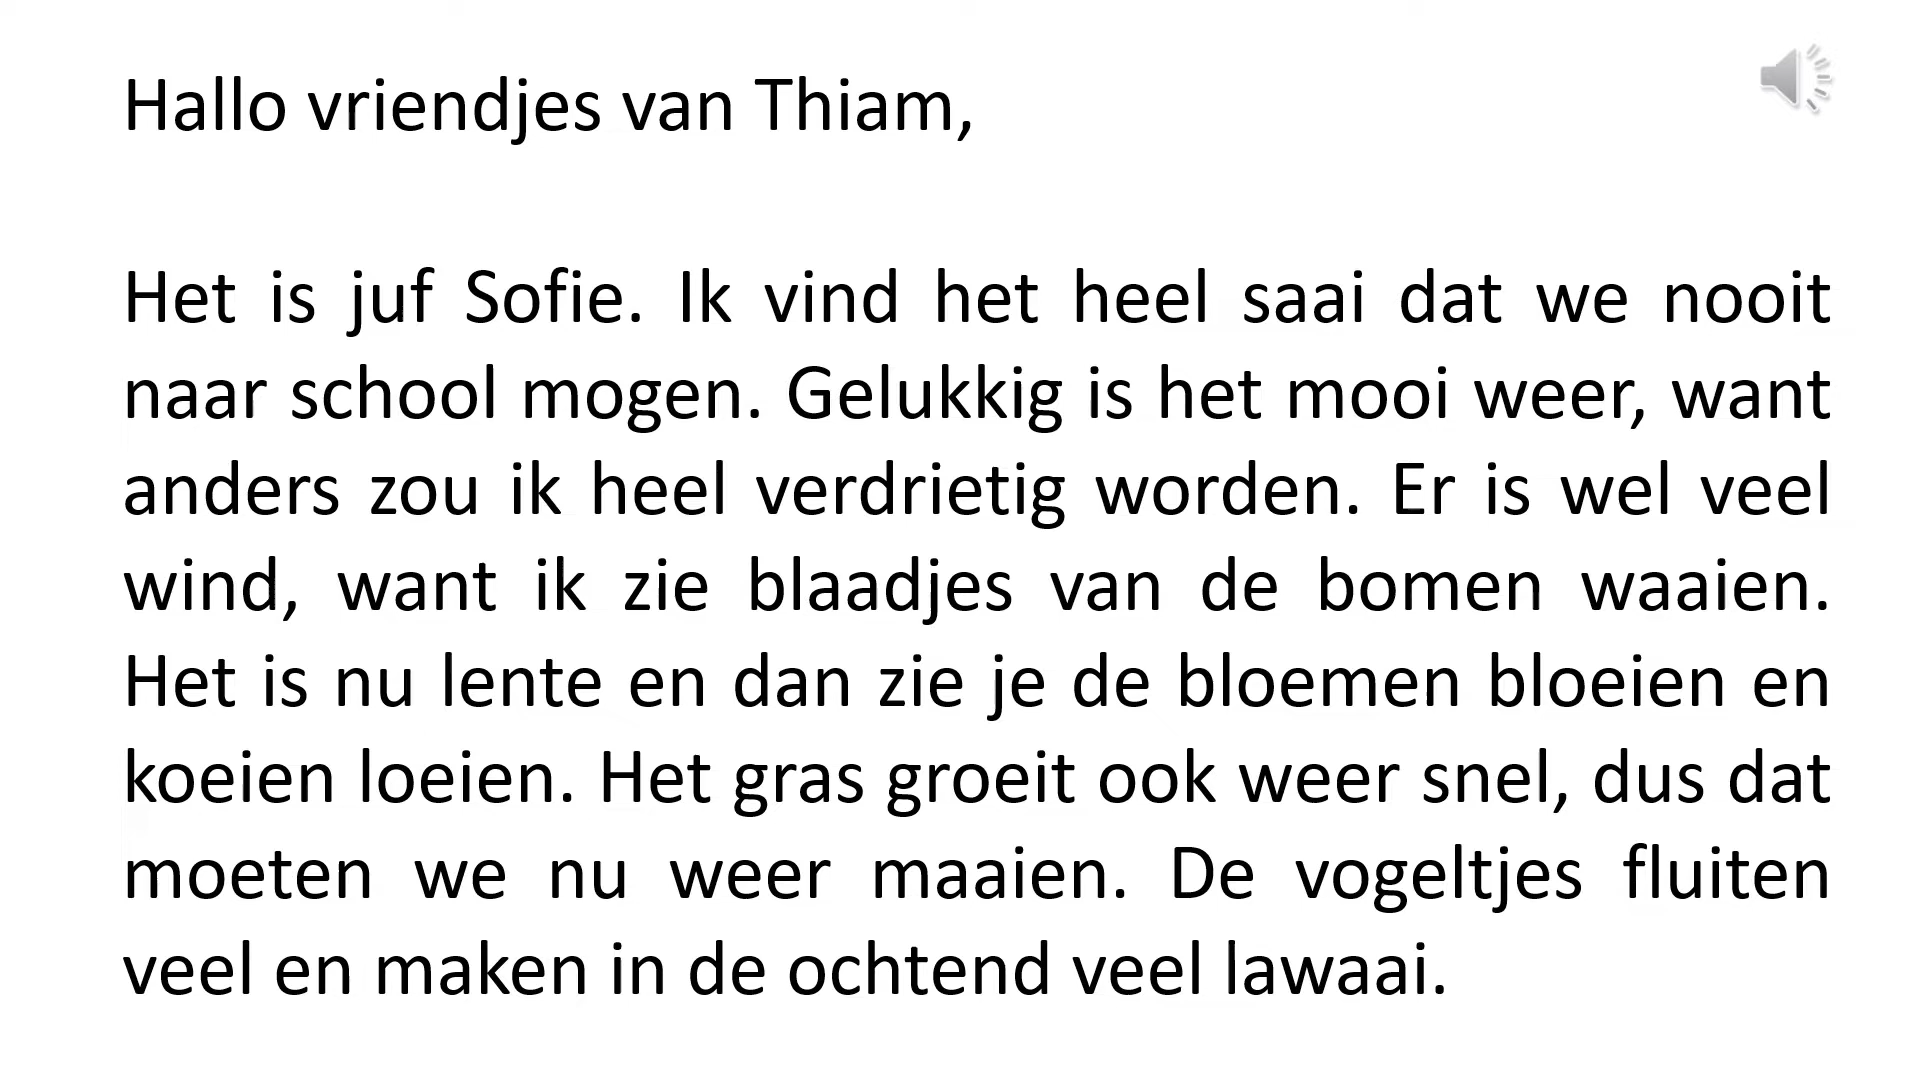 Hallo vriendjes van Thiam,
Het is juf Sofie. Ik vind het heel saai dat we nooit
naar school mogen. Gelukkig is het mooi weer, want
anders zou ik heel verdrietig worden. Er is wel veel
wind, want ik zie blaadjes van de bomen waaien.
Het is nu lente en dan zie je de bloemen bloeien en
koeien loeien. Het gras groeit ook weer snel, dus dat
moeten we nu weer maaien. De vogeltjes fluiten
veel en maken in de ochtend veel lawaai.